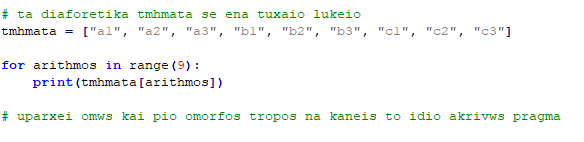 # ta diaforetika tmhmata se ena tuxaio lukeio
tmhmata = ["a1", "a2", "a3", "b1", "b2", "b3", "c1", "c2", "c3"]
for arithmos in range(9):
    print(tmhmata[arithmos])
# uparxei omws kai pio omorfos tropos na kaneis to idio akrivws pragma